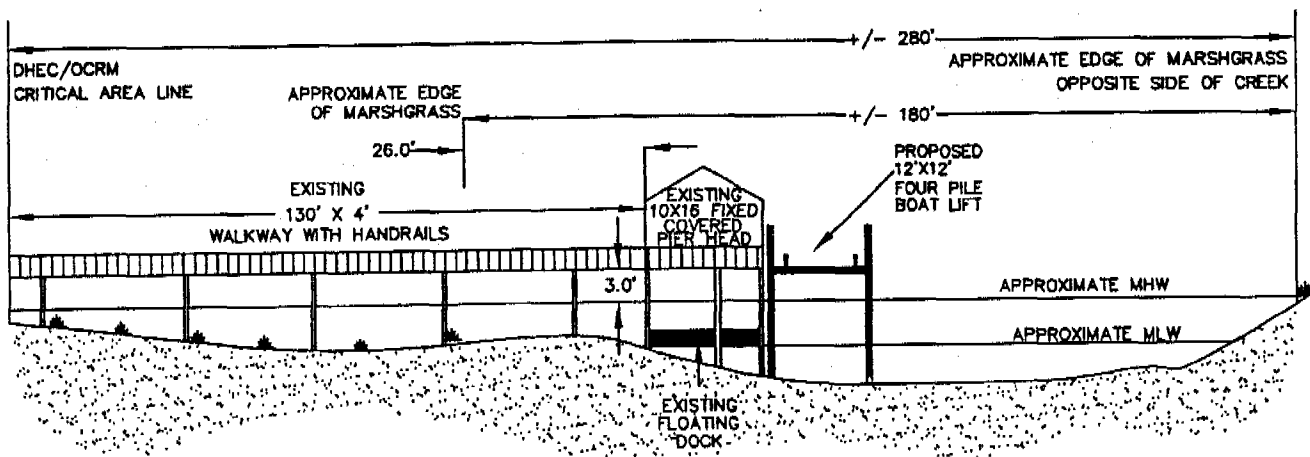 +/- 280'
DHEC/OCRM
CRITICAL AREA LINE
APPROXIMATE EDGE OF MARSHGRASS
OPPOSITE SIDE OF CREEK
APPROXIMATE EDGE
OF MARSHGRASS
+/- 180'
26.0'
PROPOSED
12'X12'
FOUR PILE
BOAT LIFT
EXISTING
130' X 4'
WALKWAY WITH HANDRAILS
EXISTING
10X16 FIXED
COVERED
PIER HEAD
3.0'
APPROXIMATE MHW
APPROXIMATE MLW
EXISTING
FLOATING
DOCK